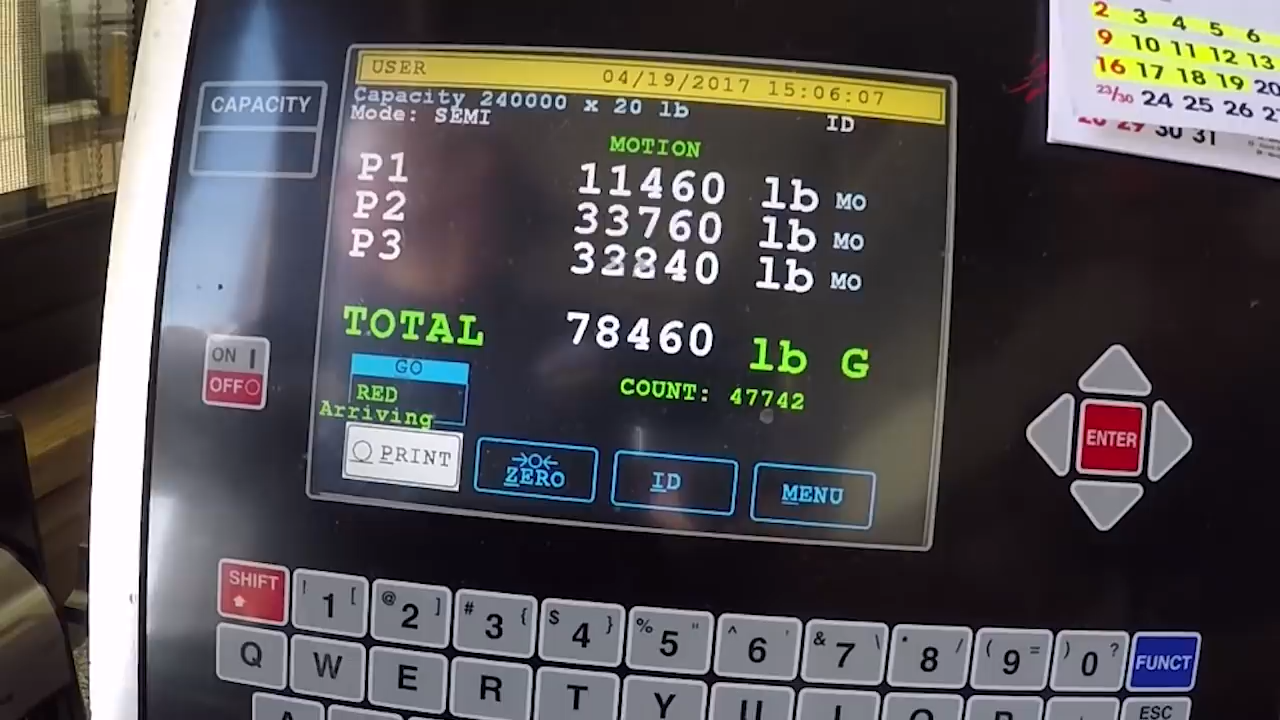 USER 04/19/2017 15:06:07
Capacity 240000 x 20 lb
Mode: SEMI ID
MOTION
P1 11460 lb MO
P2 33760 lb MO
P3 32840 lb MO
TOTAL 78460 lb G
COUNT: 47742
GO
RED
Arriving
PRINT
→O←
ZERO
ID
MENU
CAPACITY
ON |
OFF O
ENTER
2 3 4 5 6
9 10 11 12 13
16 17 18 19 20
23/30 24 25 26
28 29 30 31
SHIFT ! 1 [ @ 2 ] # 3 { $ 4 } % 5 " ^ 6 ' & 7 \ * 8 / ( 9 = ) 0 ? FUNCT
Q W E R T Y U I O P ESC